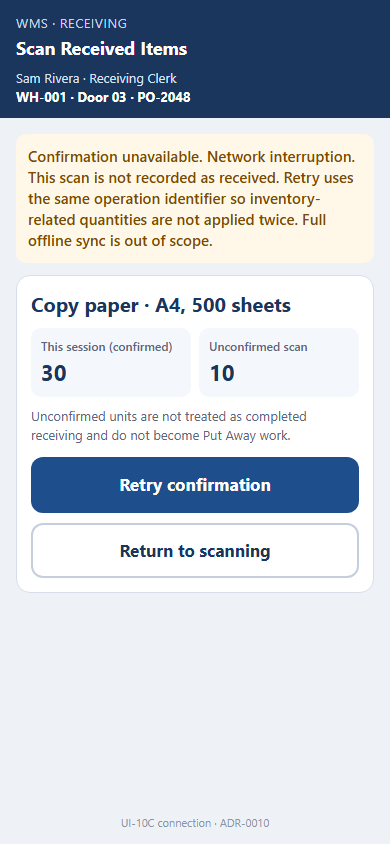 WMS · RECEIVING
Scan Received Items
Sam Rivera · Receiving Clerk
WH-001 · Door 03 · PO-2048
Confirmation unavailable. Network interruption.
This scan is not recorded as received. Retry uses
the same operation identifier so inventory-
related quantities are not applied twice. Full
offline sync is out of scope.
Copy paper · A4, 500 sheets
This session (confirmed)
30
Unconfirmed scan
10
Unconfirmed units are not treated as completed
receiving and do not become Put Away work.
Retry confirmation
Return to scanning
UI-10C connection · ADR-0010